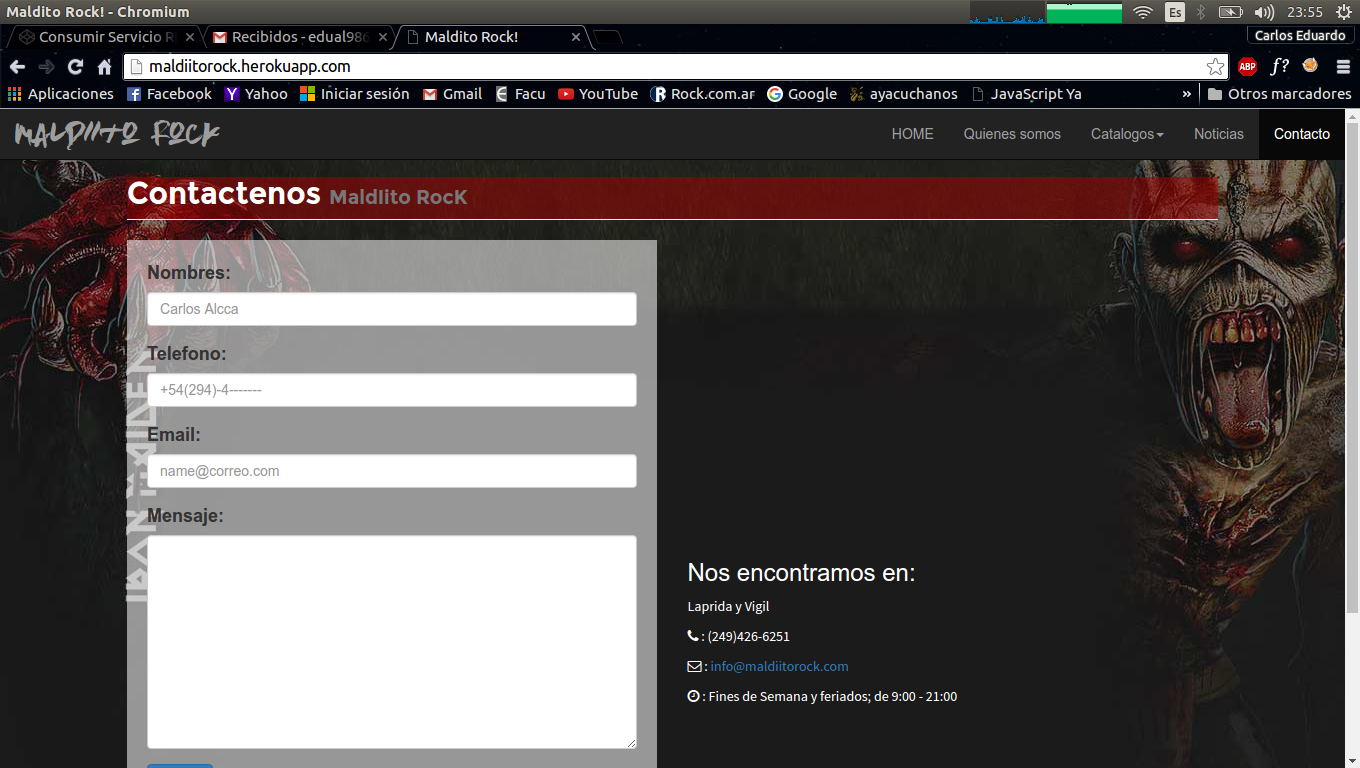 Maldito Rock! - Chromium
Es
23:55
Consumir Servicio R
Recibidos - edual986
Maldito Rock!
Carlos Eduardo
maldiitorock.herokuapp.com
ABP
f?
Aplicaciones
Facebook
Yahoo
Iniciar sesión
Gmail
Facu
YouTube
Rock.com.ar
Google
ayacuchanos
JavaScript Ya
»
Otros marcadores
MALDIITO ROCK
HOME
Quienes somos
Catalogos
Noticias
Contacto
Contactenos MaldIito RocK
Nombres:
Carlos Alcca
Telefono:
+54(294)-4-------
Email:
name@correo.com
Mensaje:
IRON MAIDEN
Nos encontramos en:
Laprida y Vigil
: (249)426-6251
: info@maldiitorock.com
: Fines de Semana y feriados; de 9:00 - 21:00